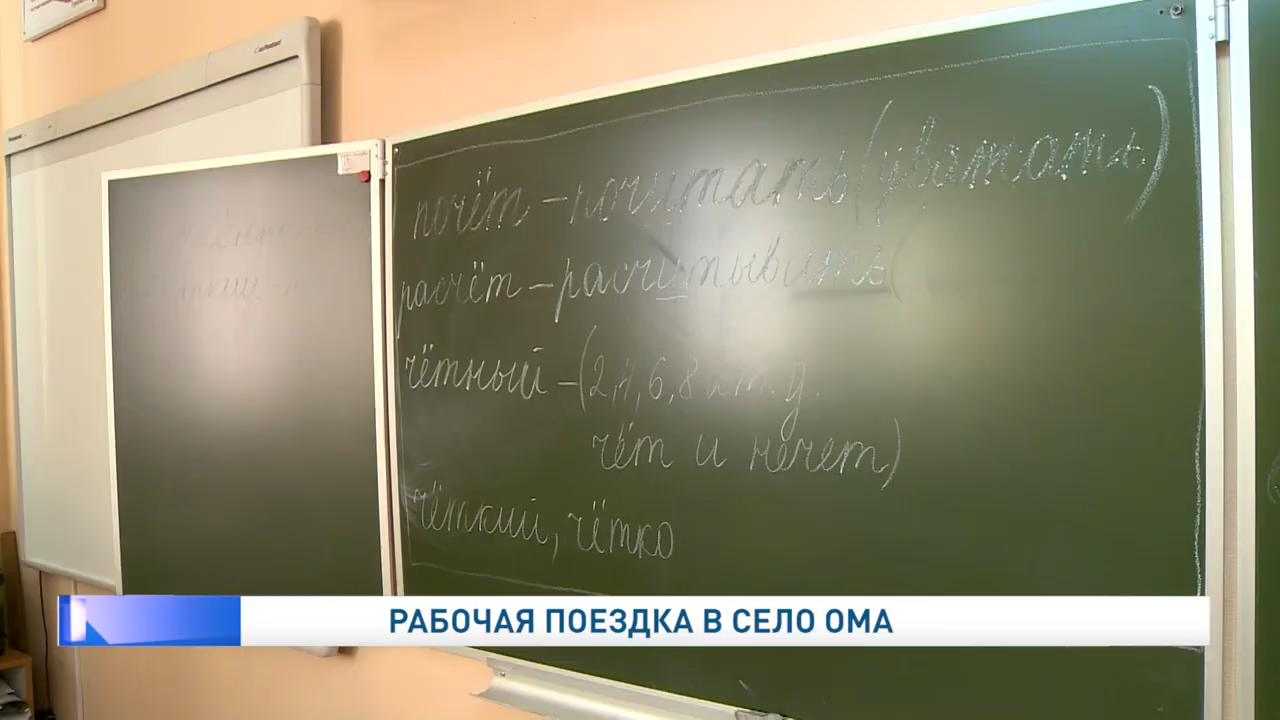 почёт – почитать (уважать)
расчёт – расчитывать (
чётный – (2,4,6,8 и т.д.
чёт и нечет)
чёткий, чётко
РАБОЧАЯ ПОЕЗДКА В СЕЛО ОМА